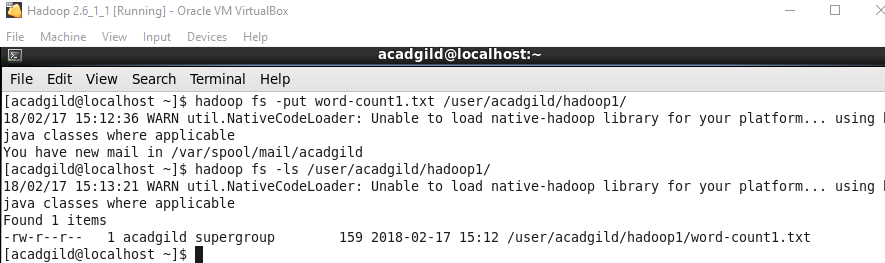 Hadoop 2.6_1_1 [Running] - Oracle VM VirtualBox
File Machine View Input Devices Help
acadgild@localhost:~
File Edit View Search Terminal Help
[acadgild@localhost ~]$ hadoop fs -put word-count1.txt /user/acadgild/hadoop1/
18/02/17 15:12:36 WARN util.NativeCodeLoader: Unable to load native-hadoop library for your platform... using
java classes where applicable
You have new mail in /var/spool/mail/acadgild
[acadgild@localhost ~]$ hadoop fs -ls /user/acadgild/hadoop1/
18/02/17 15:13:21 WARN util.NativeCodeLoader: Unable to load native-hadoop library for your platform... using
java classes where applicable
Found 1 items
-rw-r--r--   1 acadgild supergroup        159 2018-02-17 15:12 /user/acadgild/hadoop1/word-count1.txt
[acadgild@localhost ~]$